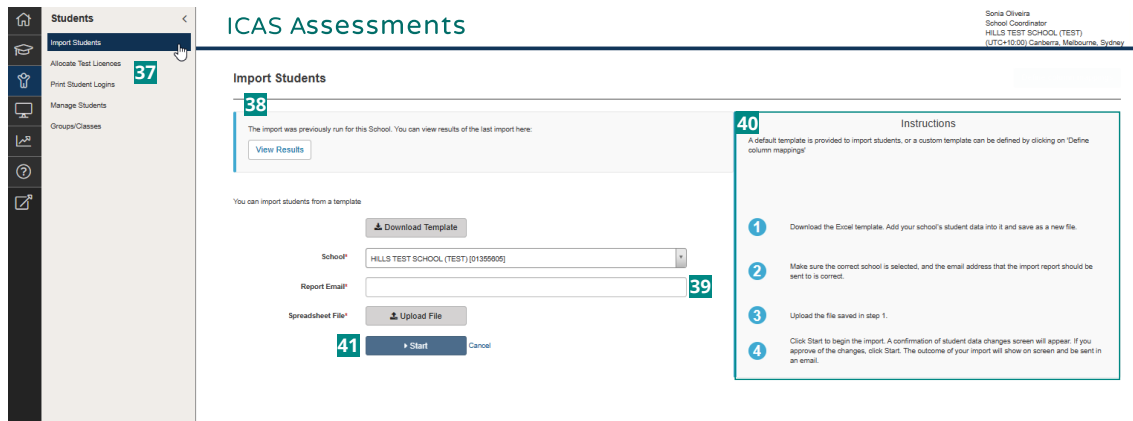 Students
Import Students
Allocate Test Licences
37
Print Student Logins
Manage Students
Groups/Classes
ICAS Assessments
Sonia Oliveira
School Coordinator
HILLS TEST SCHOOL (TEST)
(UTC+10:00) Canberra, Melbourne, Sydney
Import Students
38
The import was previously run for this School. You can view results of the last import here:
View Results
You can import students from a template
Download Template
School*
HILLS TEST SCHOOL (TEST) [01355605]
Report Email*
39
Spreadsheet File*
Upload File
41
Start
Cancel
40
Instructions
A default template is provided to import students, or a custom template can be defined by clicking on 'Define
column mappings'
1
Download the Excel template. Add your school's student data into it and save as a new file.
2
Make sure the correct school is selected, and the email address that the import report should be
sent to is correct.
3
Upload the file saved in step 1.
4
Click Start to begin the import. A confirmation of student data changes screen will appear. If you
approve of the changes, click Start. The outcome of your import will show on screen and be sent in
an email.